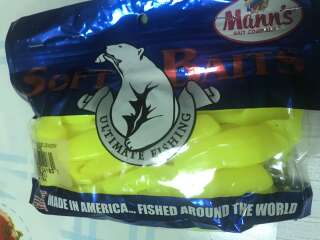 Mann's
BAIT COMPANY
SOFT BAITS
ULTIMATE FISHING
MADE IN AMERICA... FISHED AROUND THE WORLD